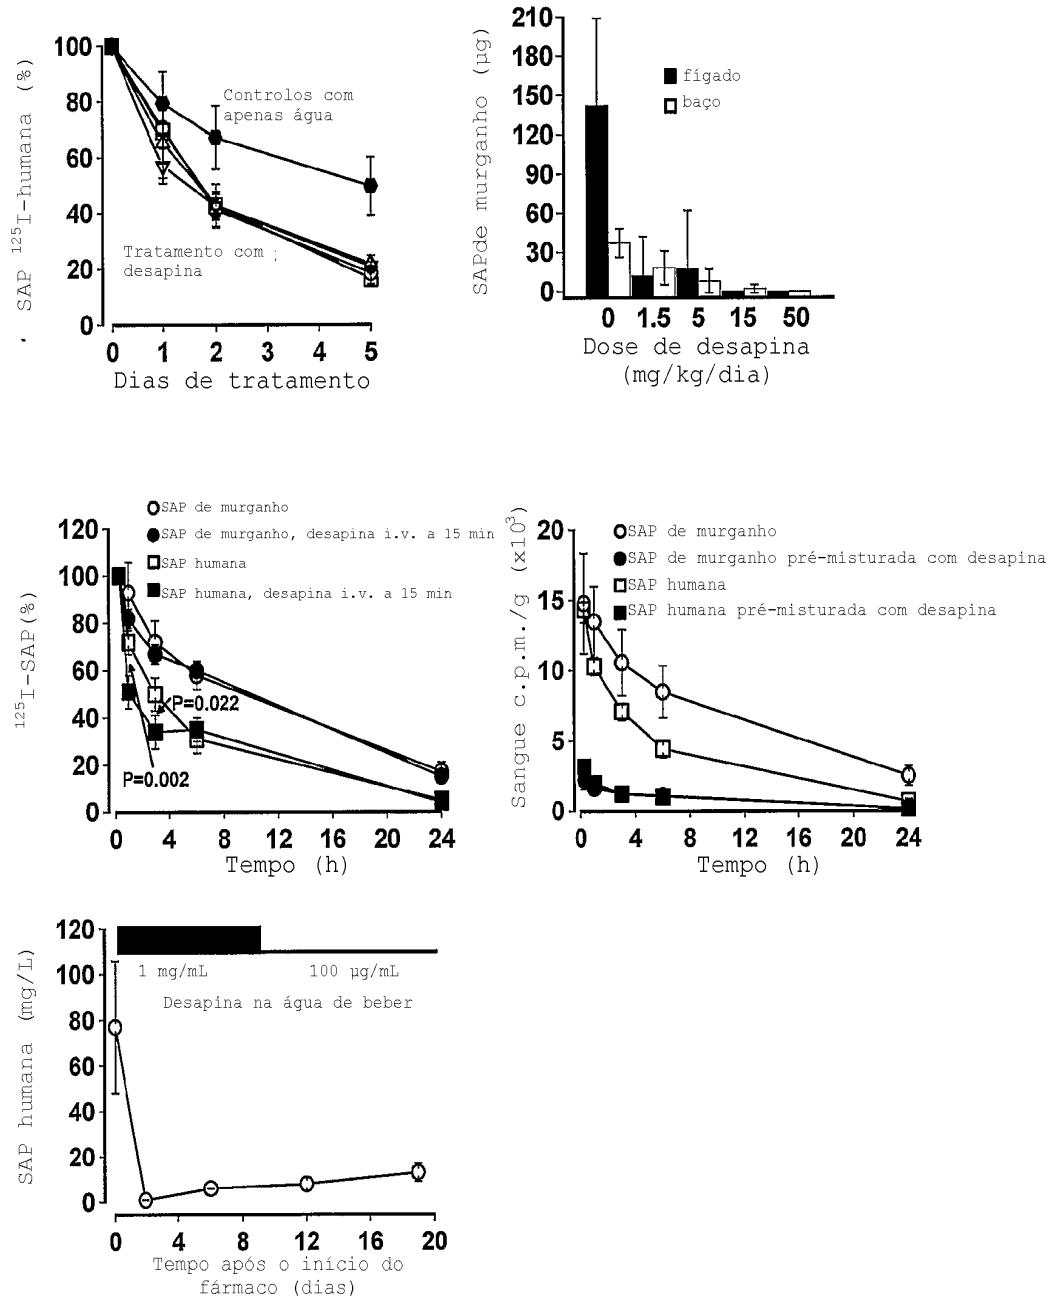 SAP ¹²⁵I-humana (%)
100
80
60
40
20
0
Controlos com
apenas água
Tratamento com
desapina
0 1 2 3 4 5
Dias de tratamento
SAPde murganho (µg)
210
180
150
120
90
60
30
0
fígado
baço
0 1.5 5 15 50
Dose de desapina
(mg/kg/dia)
¹²⁵I-SAP(%)
120
100
80
60
40
20
0
SAP de murganho
SAP de murganho, desapina i.v. a 15 min
SAP humana
SAP humana, desapina i.v. a 15 min
P=0.022
P=0.002
0 4 8 12 16 20 24
Tempo (h)
Sangue c.p.m./g (x10³)
20
15
10
5
0
SAP de murganho
SAP de murganho pré-misturada com desapina
SAP humana
SAP humana pré-misturada com desapina
0 4 8 12 16 20 24
Tempo (h)
SAP humana (mg/L)
120
100
80
60
40
20
0
1 mg/mL 100 µg/mL
Desapina na água de beber
0 4 8 12 16 20
Tempo após o início do
fármaco (dias)